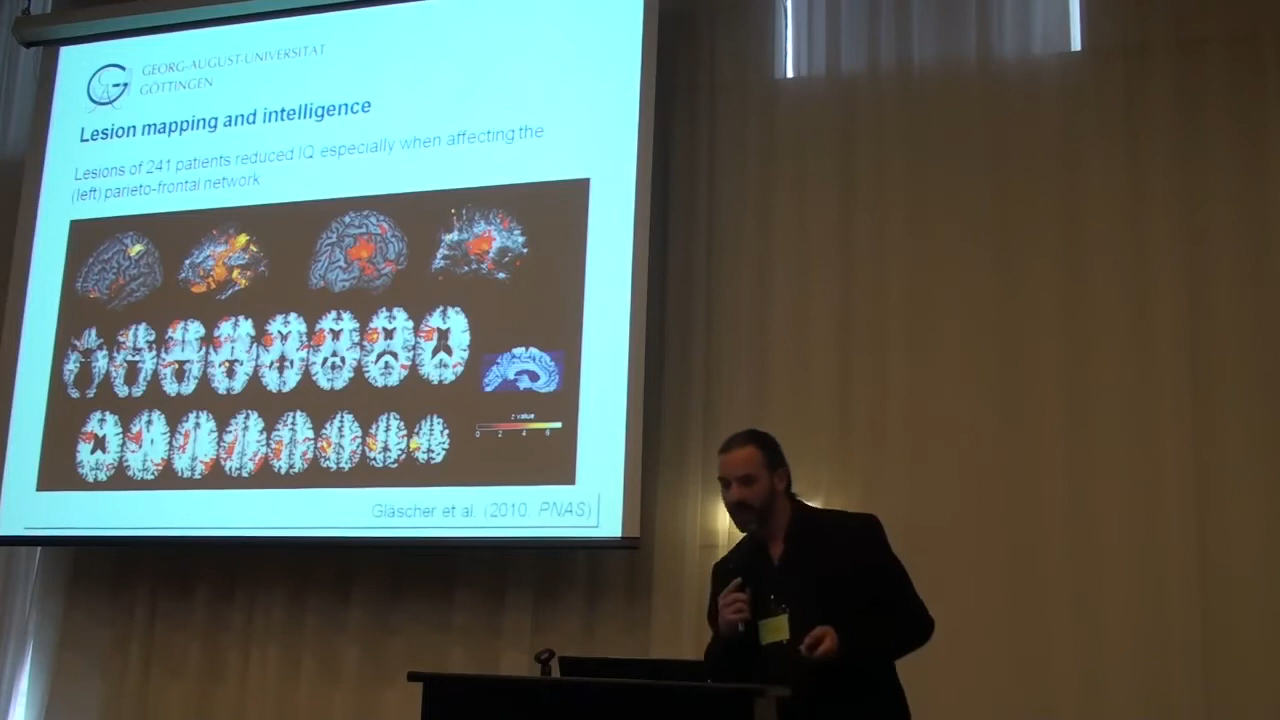 GEORG-AUGUST-UNIVERSITÄT
GÖTTINGEN
Lesion mapping and intelligence
Lesions of 241 patients reduced IQ especially when affecting the
(left) parieto-frontal network
z value
0 2 4 6
Gläscher et al. (2010. PNAS)